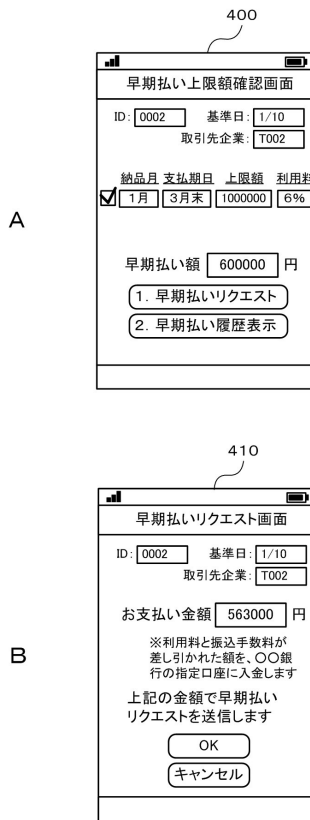 400
早期払い上限額確認画面
ID: 0002 基準日: 1/10
取引先企業: T002
納品月 支払期日 上限額 利用料
1月 3月末 1000000 6%
A
早期払い額 600000 円
1. 早期払いリクエスト
2. 早期払い履歴表示
410
早期払いリクエスト画面
ID: 0002 基準日: 1/10
取引先企業: T002
お支払い金額 563000 円
※利用料と振込手数料が
差し引かれた額を、〇〇銀
行の指定口座に入金します
B
上記の金額で早期払い
リクエストを送信します
OK
キャンセル